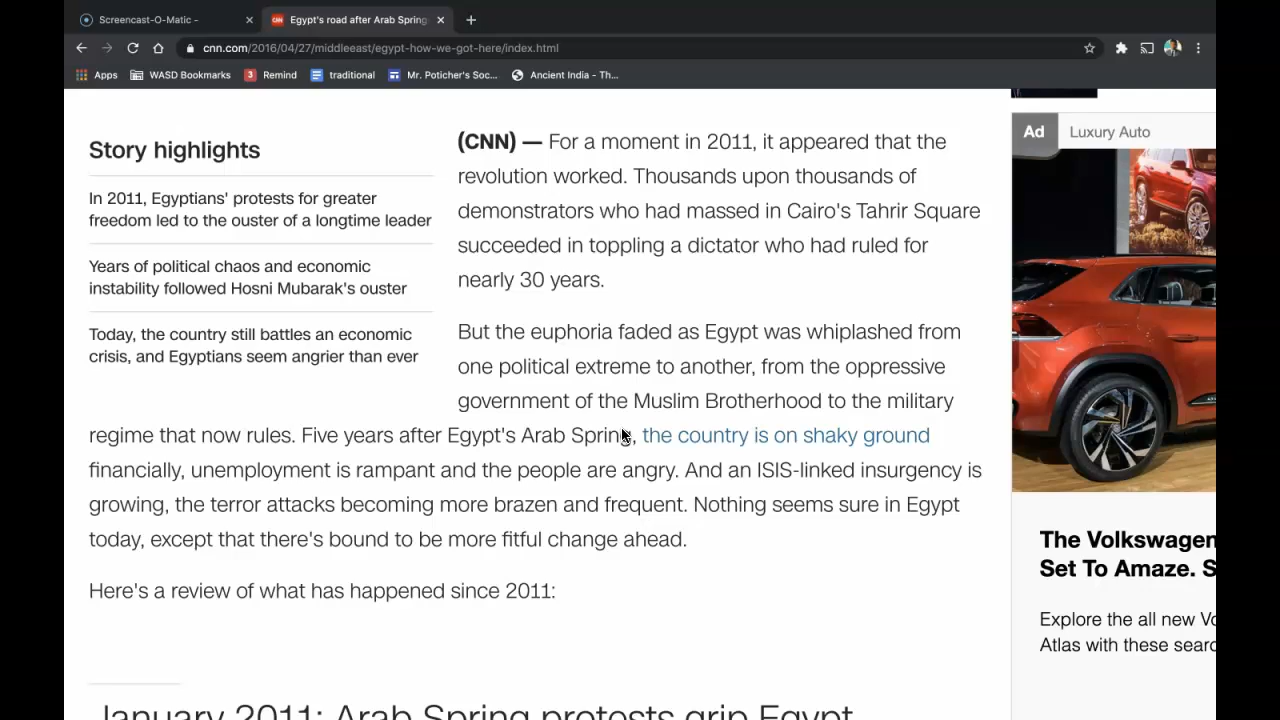 Screencast-O-Matic -
CNN Egypt's road after Arab Spring
cnn.com/2016/04/27/middleeast/egypt-how-we-got-here/index.html
Apps WASD Bookmarks 3 Remind traditional Mr. Poticher's Soc... Ancient India - Th...
Story highlights
In 2011, Egyptians' protests for greater
freedom led to the ouster of a longtime leader
Years of political chaos and economic
instability followed Hosni Mubarak's ouster
Today, the country still battles an economic
crisis, and Egyptians seem angrier than ever
(CNN) — For a moment in 2011, it appeared that the
revolution worked. Thousands upon thousands of
demonstrators who had massed in Cairo's Tahrir Square
succeeded in toppling a dictator who had ruled for
nearly 30 years.
But the euphoria faded as Egypt was whiplashed from
one political extreme to another, from the oppressive
government of the Muslim Brotherhood to the military
regime that now rules. Five years after Egypt's Arab Spring, the country is on shaky ground
financially, unemployment is rampant and the people are angry. And an ISIS-linked insurgency is
growing, the terror attacks becoming more brazen and frequent. Nothing seems sure in Egypt
today, except that there's bound to be more fitful change ahead.
Here's a review of what has happened since 2011:
January 2011: Arab Spring protests grip Egypt
Ad Luxury Auto
The Volkswagen
Set To Amaze. S
Explore the all new Vo
Atlas with these searc